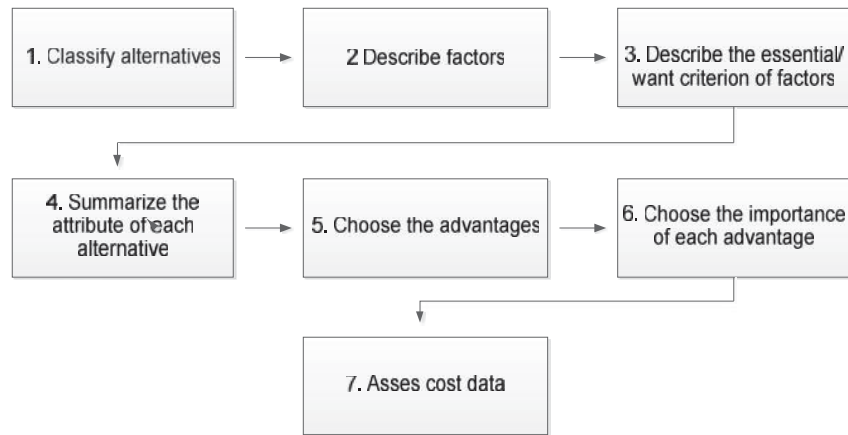 1. Classify alternatives
2 Describe factors
3. Describe the essential/
want criterion of factors
4. Summarize the
attribute of each
alternative
5. Choose the advantages
6. Choose the importance
of each advantage
7. Asses cost data